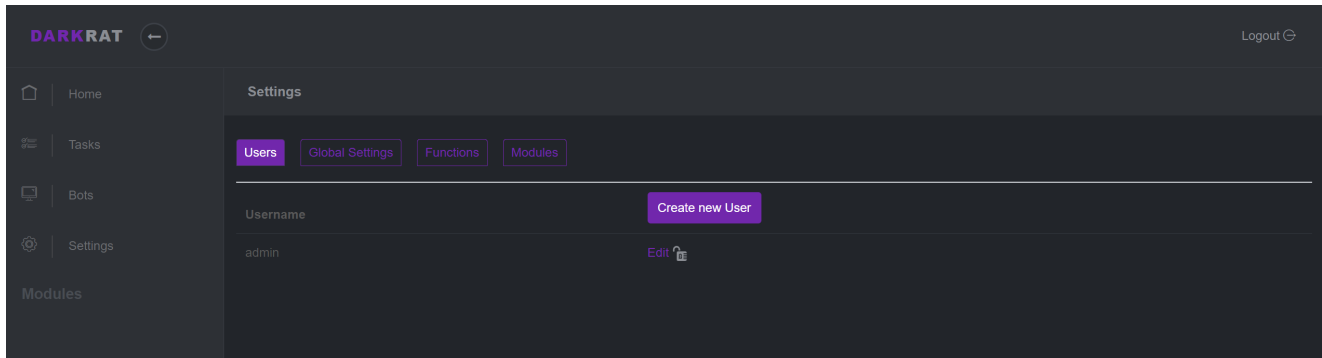 DARKRAT
Logout
Home
Settings
Tasks
Users Global Settings Functions Modules
Bots
Username Create new User
Settings
admin Edit
Modules